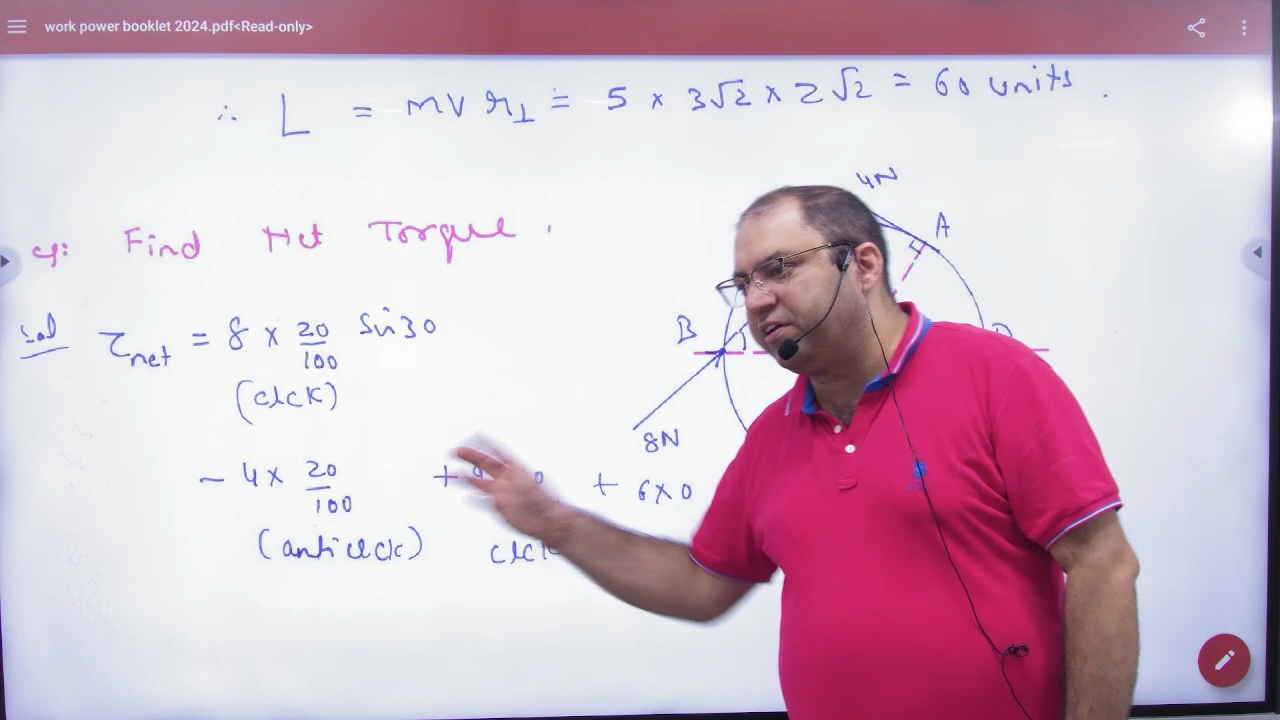 work power booklet 2024.pdf<Read-only>
∴ L = mv r⊥ = 5 × 3√2 × 2√2 = 60 units.
4N
A
Q: Find Net Torque.
Sol τnet = 8 × 20/100 Sin30
(clck)
B
8N
- 4 × 20/100 + + 6×0
(anticlck) clck